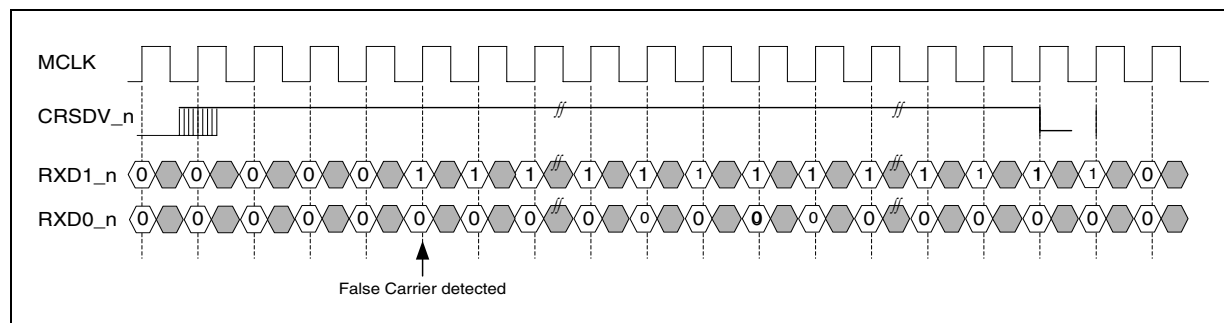 MCLK
CRSDV_n
RXD1_n 0 0 0 0 0 1 1 1 1 1 1 1 1 1 1 1 1 1 0
RXD0_n 0 0 0 0 0 0 0 0 0 0 0 0 0 0 0 0 0 0 0
False Carrier detected